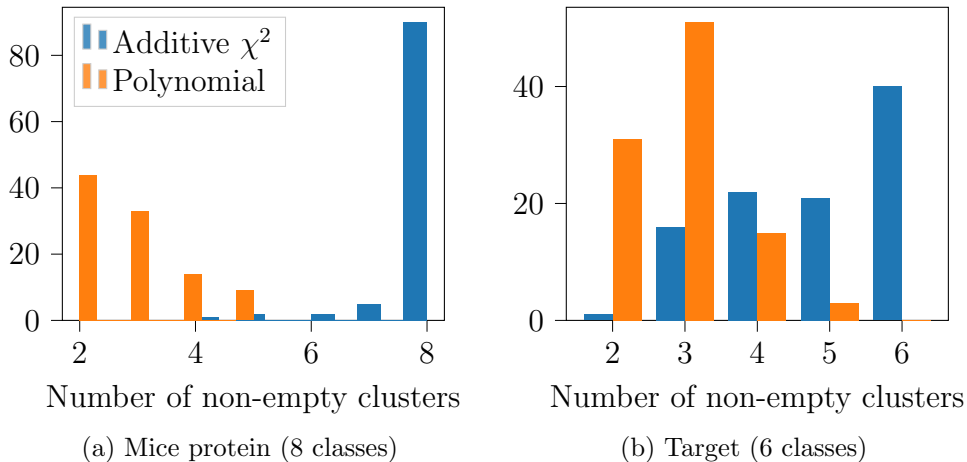 80
60
40
20
0
Additive χ²
Polynomial
2 4 6 8
Number of non-empty clusters
(a) Mice protein (8 classes)
40
20
0
2 3 4 5 6
Number of non-empty clusters
(b) Target (6 classes)